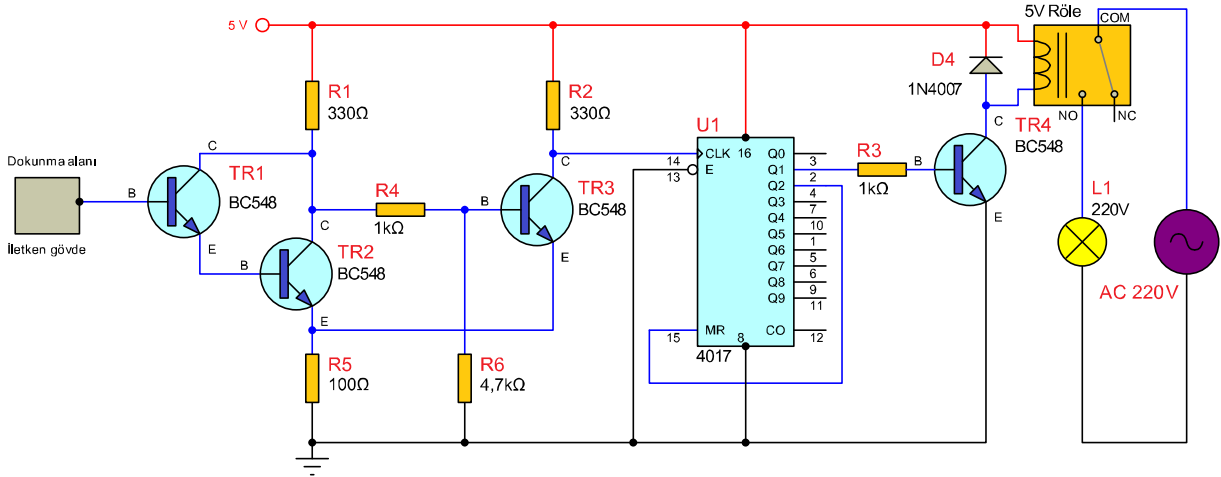 5 V
R1
330Ω
R2
330Ω
D4
1N4007
5V Röle
COM
NO
NC
Dokunma alanı
İletken gövde
B
C
TR1
BC548
E
B
C
TR2
BC548
E
R4
1kΩ
B
C
TR3
BC548
E
R5
100Ω
R6
4,7kΩ
U1
14
CLK
16
13
E
15
MR
8
4017
Q0
3
Q1
2
Q2
4
Q3
7
Q4
10
Q5
1
Q6
5
Q7
6
Q8
9
Q9
11
CO
12
R3
1kΩ
B
C
TR4
BC548
E
L1
220V
AC 220V